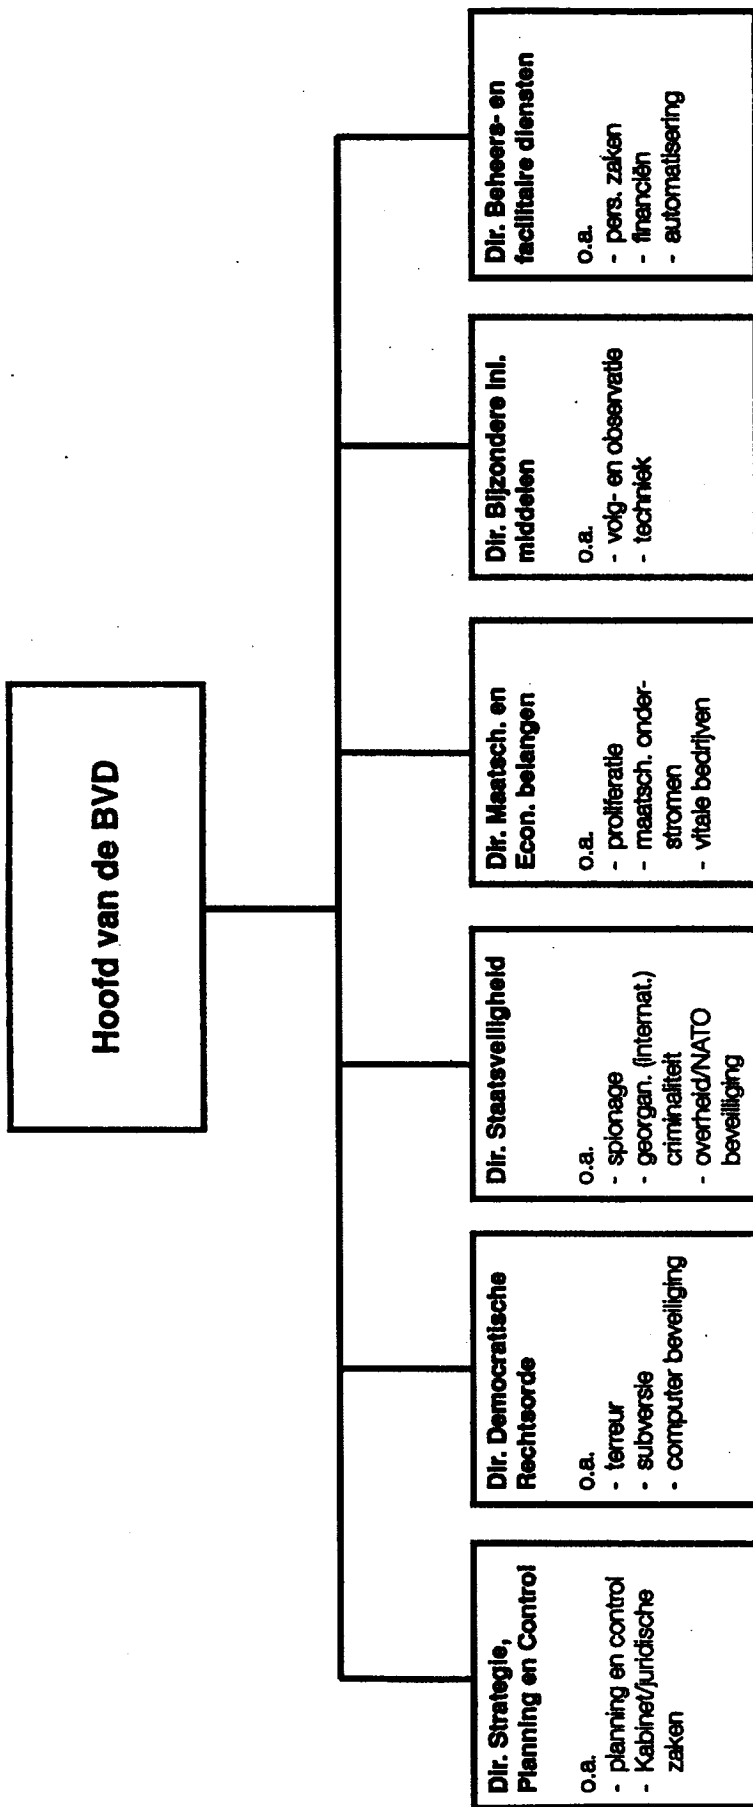 Hoofd van de BVD
Dir. Strategie,
Planning en Control
o.a.
- planning en control
- Kabinet/juridische
zaken
Dir. Democratische
Rechtsorde
o.a.
- terreur
- subversie
- computer beveiliging
Dir. Staatsveiligheid
o.a.
- spionage
- georgan. (internat.)
criminaliteit
- overheid/NATO
beveiliging
Dir. Maatsch. en
Econ. belangen
o.a.
- proliferatie
- maatsch. onder-
stromen
- vitale bedrijven
Dir. Bijzondere inl.
middelen
o.a.
- volg- en observatie
- techniek
Dir. Beheers- en
facilitaire diensten
o.a.
- pers. zaken
- financiën
- automatisering